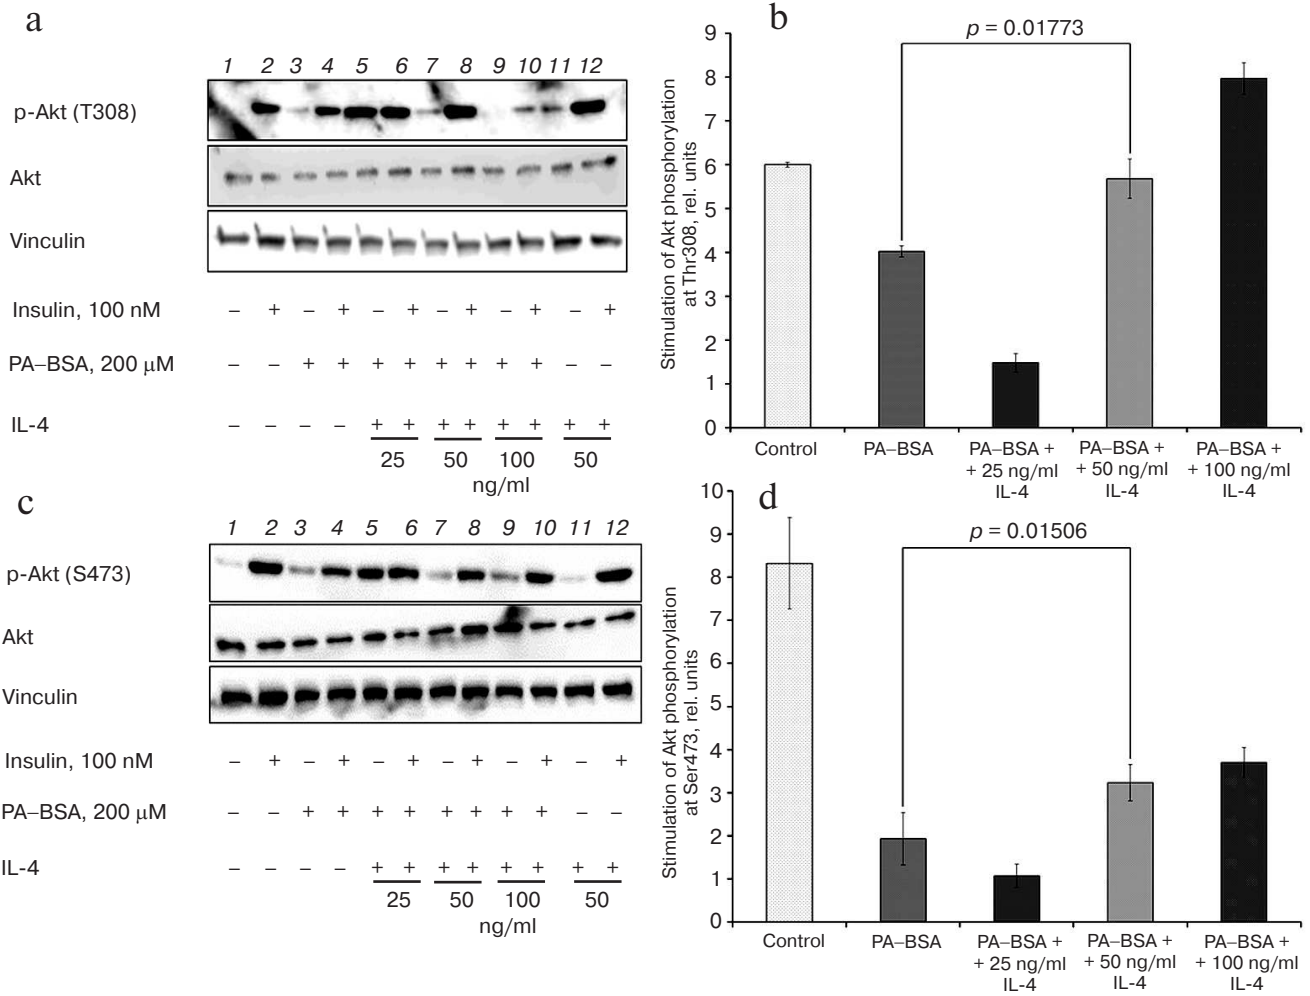 a
1 2 3 4 5 6 7 8 9 10 11 12
p-Akt (T308)
Akt
Vinculin
Insulin, 100 nM – + – + – + – + – + – +
PA–BSA, 200 μM – – + + + + + + + + – –
IL-4 – – – – + + + + + + + +
25 50 100 50
ng/ml
b
p = 0.01773
Stimulation of Akt phosphorylation
at Thr308, rel. units
9
8
7
6
5
4
3
2
1
0
Control PA–BSA PA–BSA + PA–BSA + PA–BSA +
+ 25 ng/ml + 50 ng/ml + 100 ng/ml
IL-4 IL-4 IL-4
c
1 2 3 4 5 6 7 8 9 10 11 12
p-Akt (S473)
Akt
Vinculin
Insulin, 100 nM – + – + – + – + – + – +
PA–BSA, 200 μM – – + + + + + + + + – –
IL-4 – – – – + + + + + + + +
25 50 100 50
ng/ml
d
p = 0.01506
Stimulation of Akt phosphorylation
at Ser473, rel. units
10
9
8
7
6
5
4
3
2
1
0
Control PA–BSA PA–BSA + PA–BSA + PA–BSA +
+ 25 ng/ml + 50 ng/ml + 100 ng/ml
IL-4 IL-4 IL-4